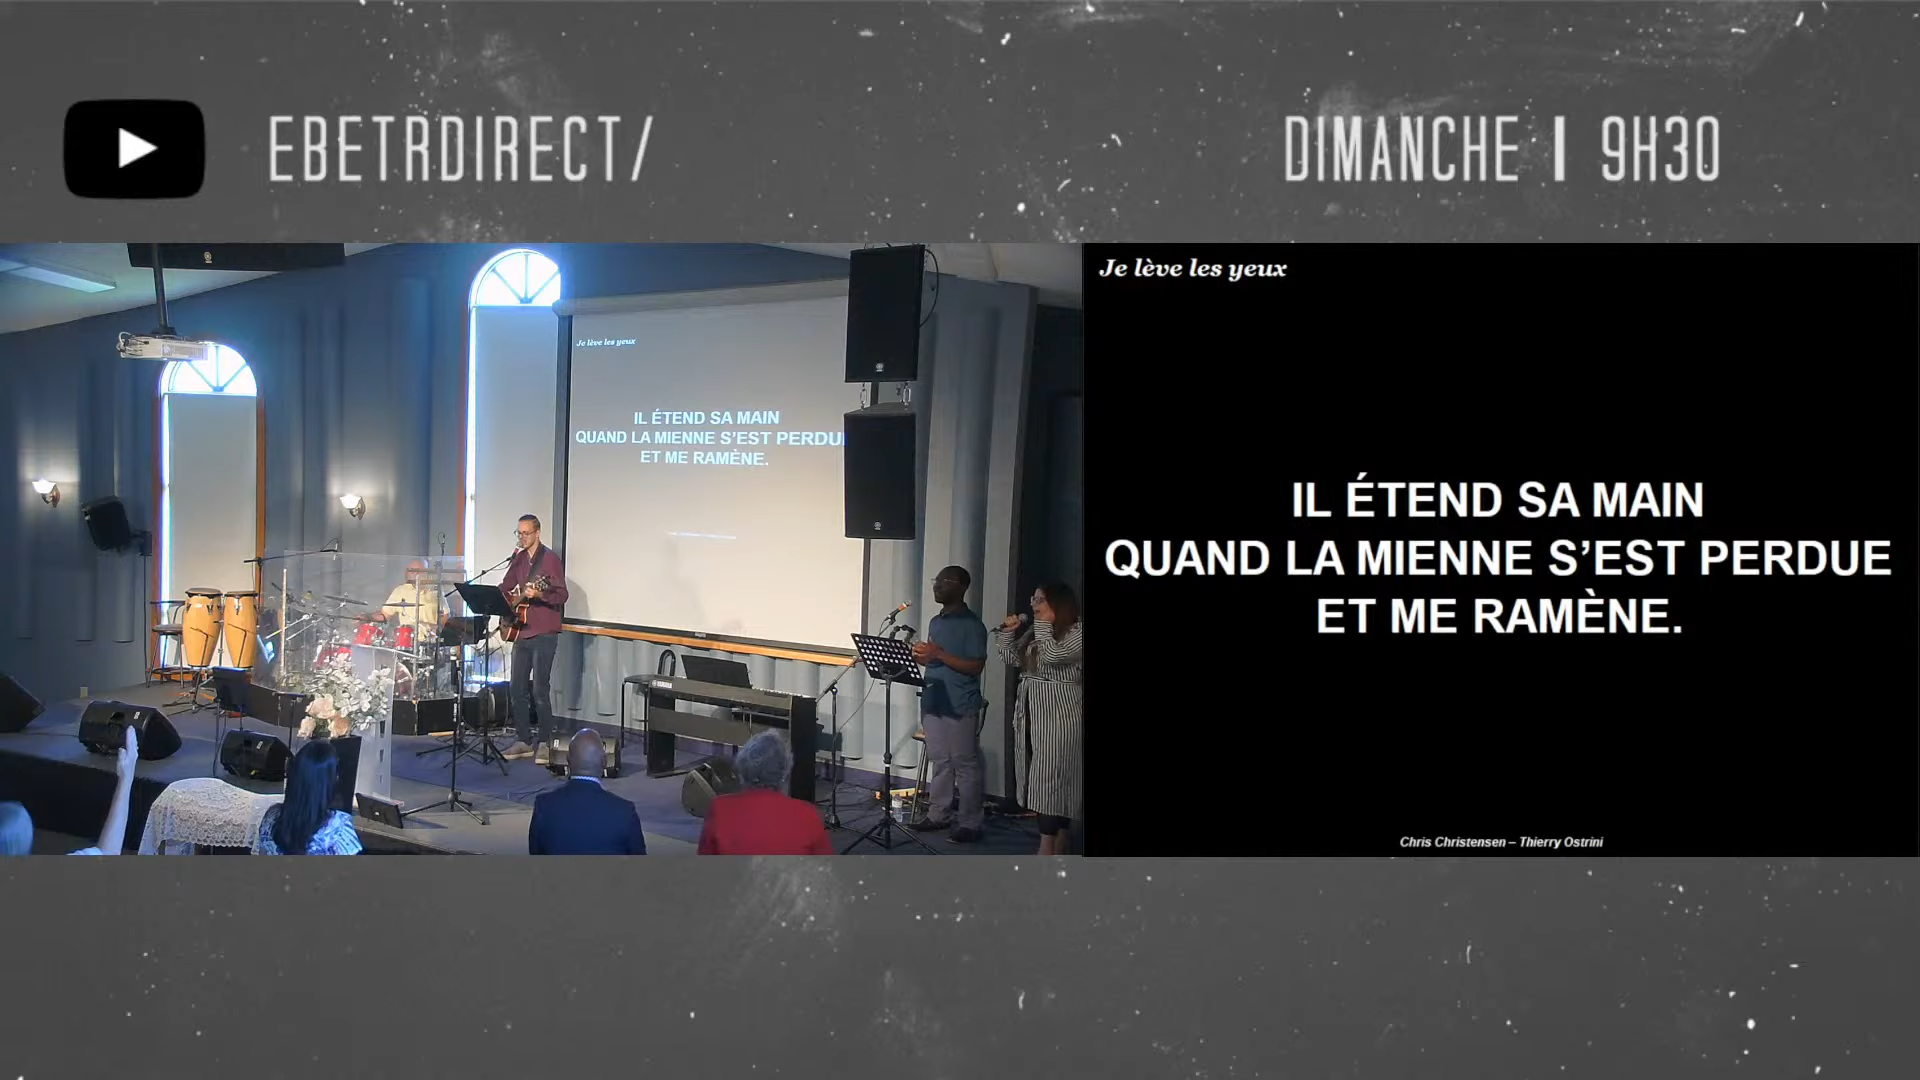 EBETRDIRECT/
DIMANCHE | 9H30
Je lève les yeux
IL ÉTEND SA MAIN
QUAND LA MIENNE S’EST PERDUE
ET ME RAMÈNE.
Je lève les yeux
IL ÉTEND SA MAIN
QUAND LA MIENNE S’EST PERDUE
ET ME RAMÈNE.
Chris Christensen – Thierry Ostrini